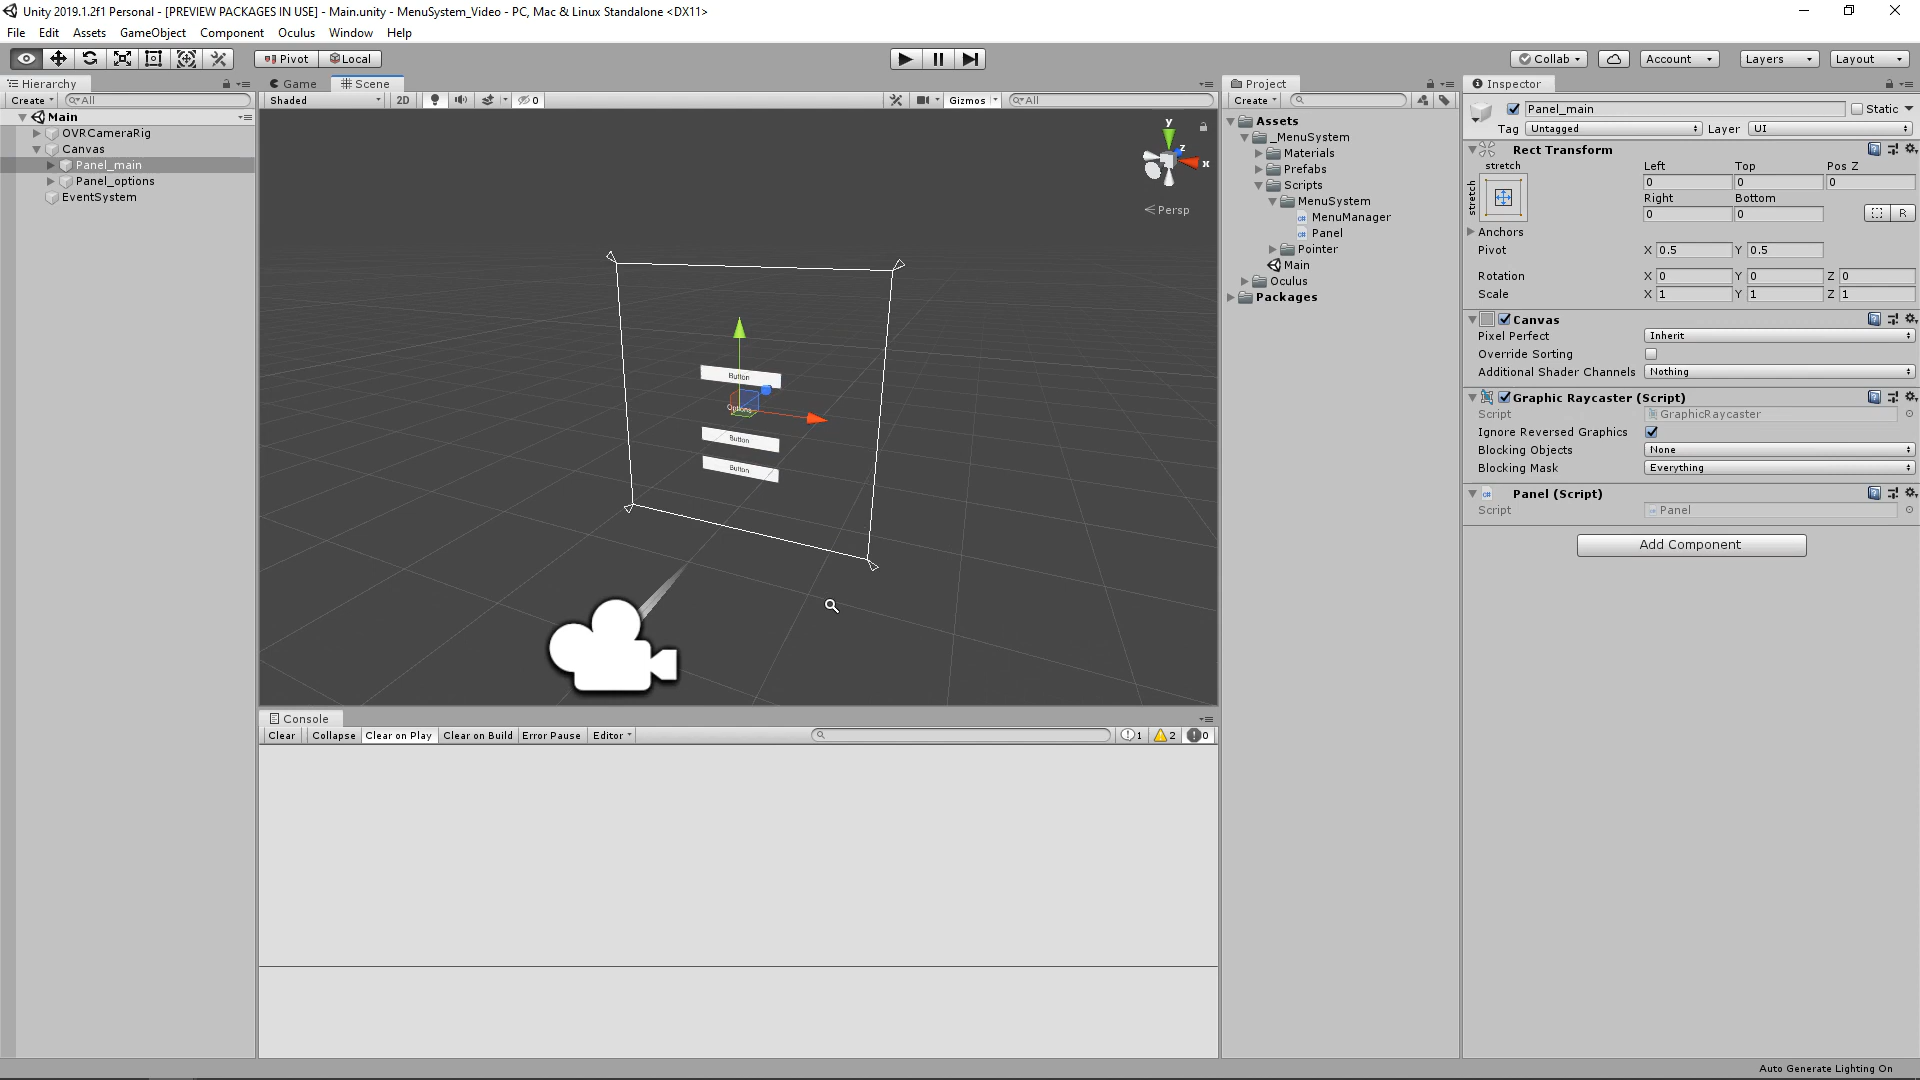 Unity 2019.1.2f1 Personal - [PREVIEW PACKAGES IN USE] - Main.unity - MenuSystem_Video - PC, Mac & Linux Standalone <DX11>
File Edit Assets GameObject Component Oculus Window Help
Pivot Local Collab Account Layers Layout
Hierarchy
Create All
Main
OVRCameraRig
Canvas
Panel_main
Panel_options
EventSystem
Game Scene
Shaded 2D 0 Gizmos All
y
z
x
Persp
Button
Options
Button
Button
Console
Clear Collapse Clear on Play Clear on Build Error Pause Editor 1 2 0
Project
Create
Assets
_MenuSystem
Materials
Prefabs
Scripts
MenuSystem
MenuManager
Panel
Pointer
Main
Oculus
Packages
Inspector
Panel_main Static
Tag Untagged Layer UI
Rect Transform
stretch Left Top Pos Z
stretch 0 0 0
Right Bottom
0 0 R
Anchors
Pivot X 0.5 Y 0.5
Rotation X 0 Y 0 Z 0
Scale X 1 Y 1 Z 1
Canvas
Pixel Perfect Inherit
Override Sorting
Additional Shader Channels Nothing
Graphic Raycaster (Script)
Script GraphicRaycaster
Ignore Reversed Graphics
Blocking Objects None
Blocking Mask Everything
Panel (Script)
Script Panel
Add Component
Auto Generate Lighting On